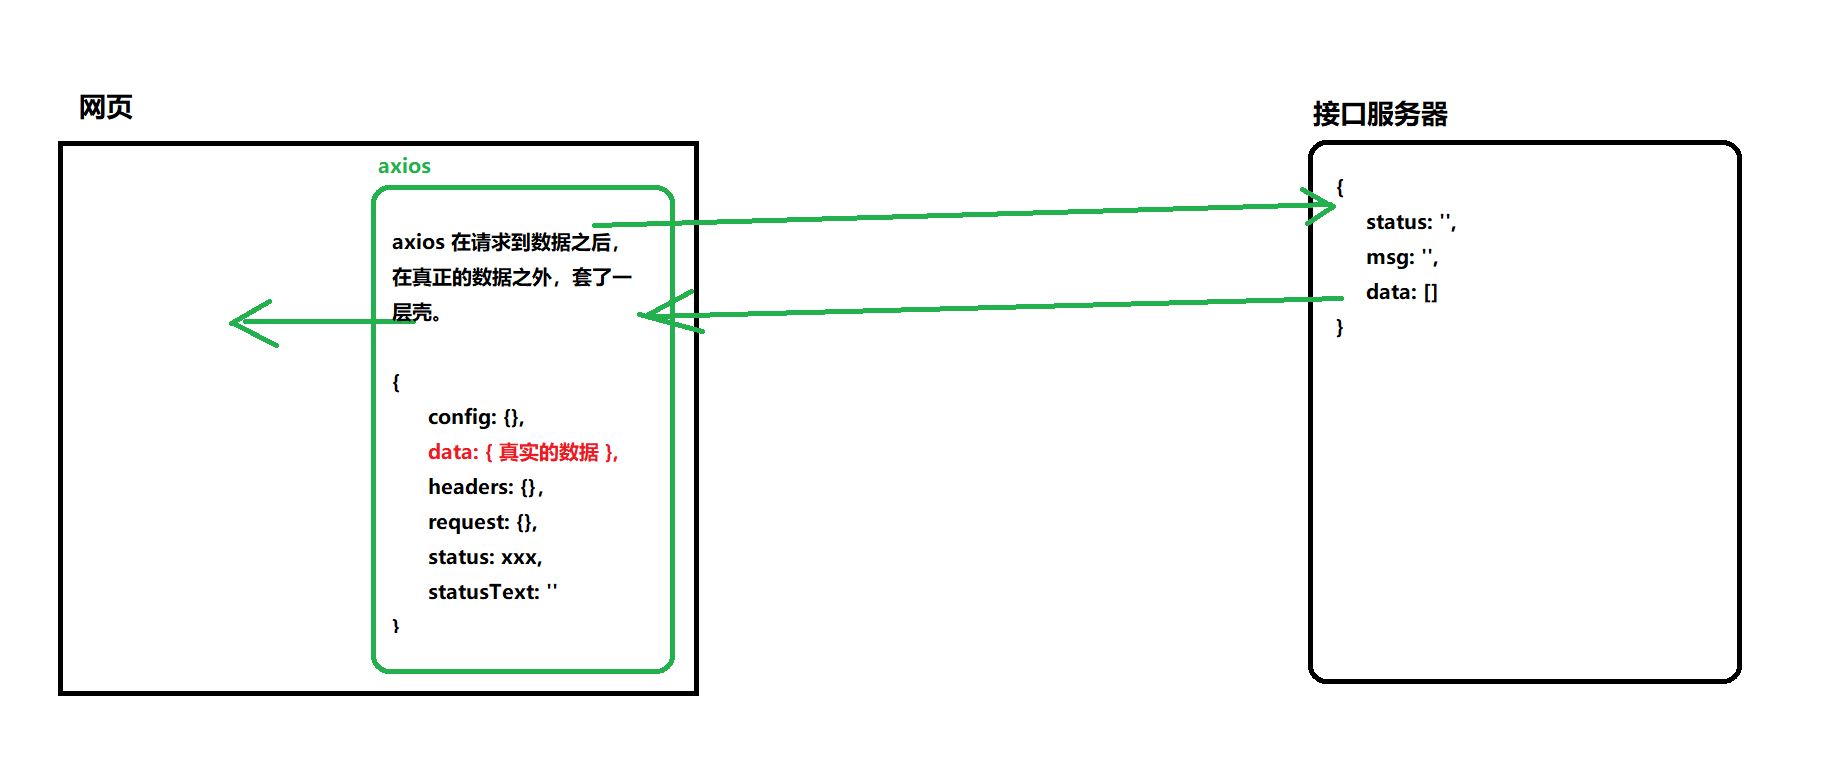 网页
axios
axios 在请求到数据之后，
在真正的数据之外，套了一
层壳。
{
config: {},
data: { 真实的数据 },
headers: {},
request: {},
status: xxx,
statusText: ''
}
接口服务器
{
status: '',
msg: '',
data: []
}